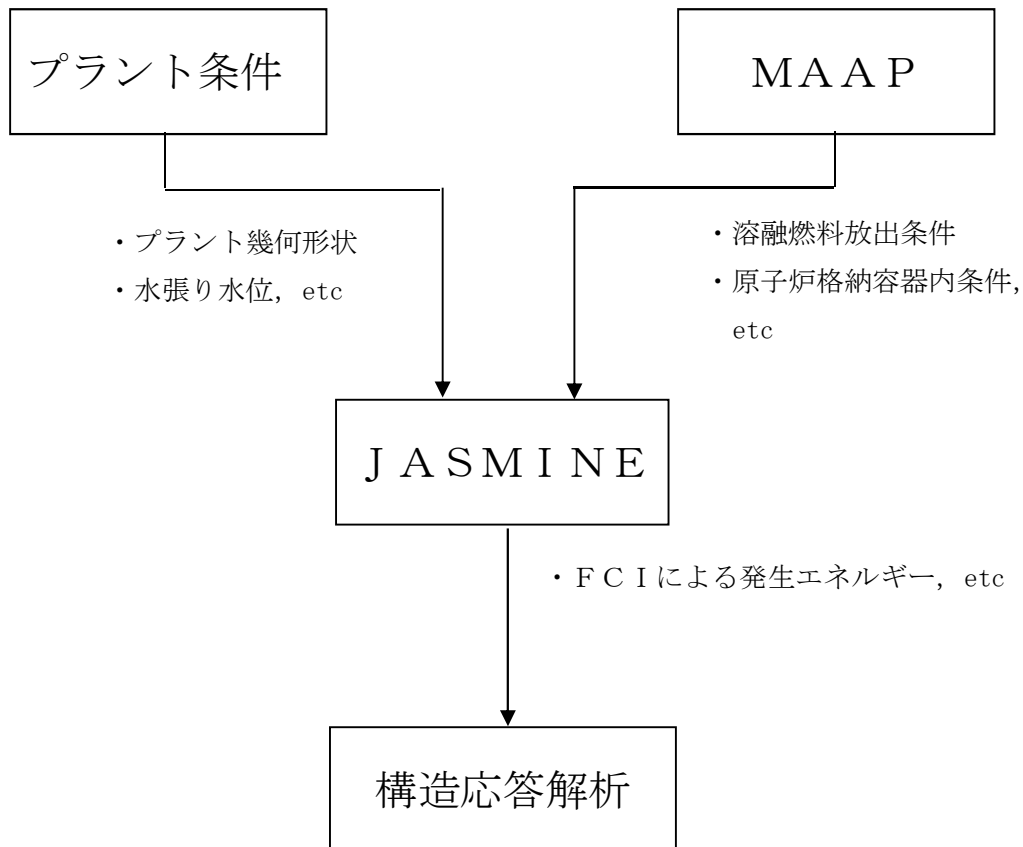 プラント条件
ＭＡＡＰ
・プラント幾何形状
・水張り水位，etc
・溶融燃料放出条件
・原子炉格納容器内条件，
etc
ＪＡＳＭＩＮＥ
・ＦＣＩによる発生エネルギー，etc
構造応答解析